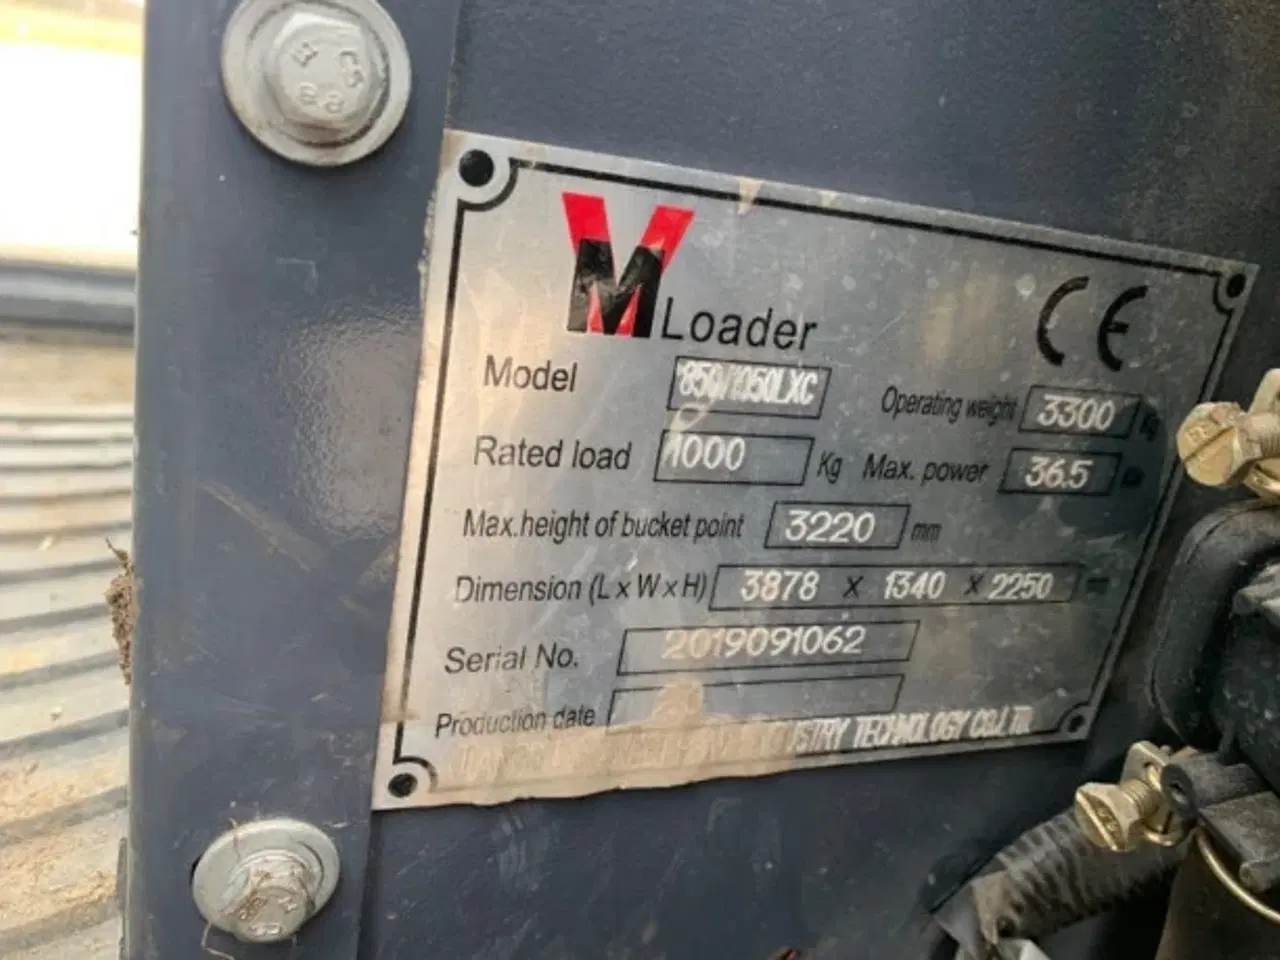 YM Loader CE
Model 850/1050LXC Operating weight 3300 Kg
Rated load 1000 Kg Max. power 36.5
Max.height of bucket point 3220 mm
Dimension (L x W x H) 3878 X 1340 X 2250
Serial No. 2019091062
Production date
TECHNOLOGY CO.,LTD.